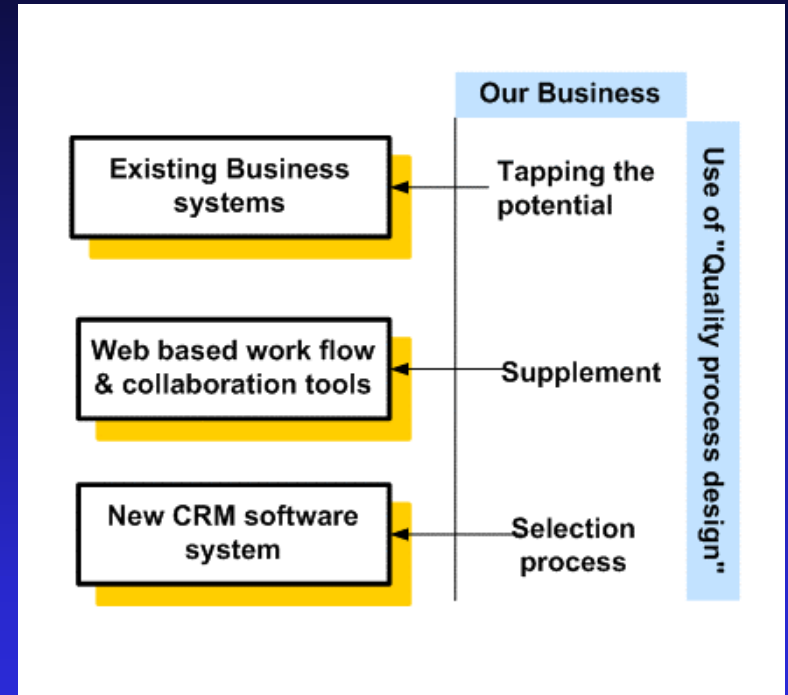 Our Business
Existing Business
systems
Tapping the
potential
Web based work flow
& collaboration tools
Supplement
New CRM software
system
Selection
process
Use of "Quality process design"